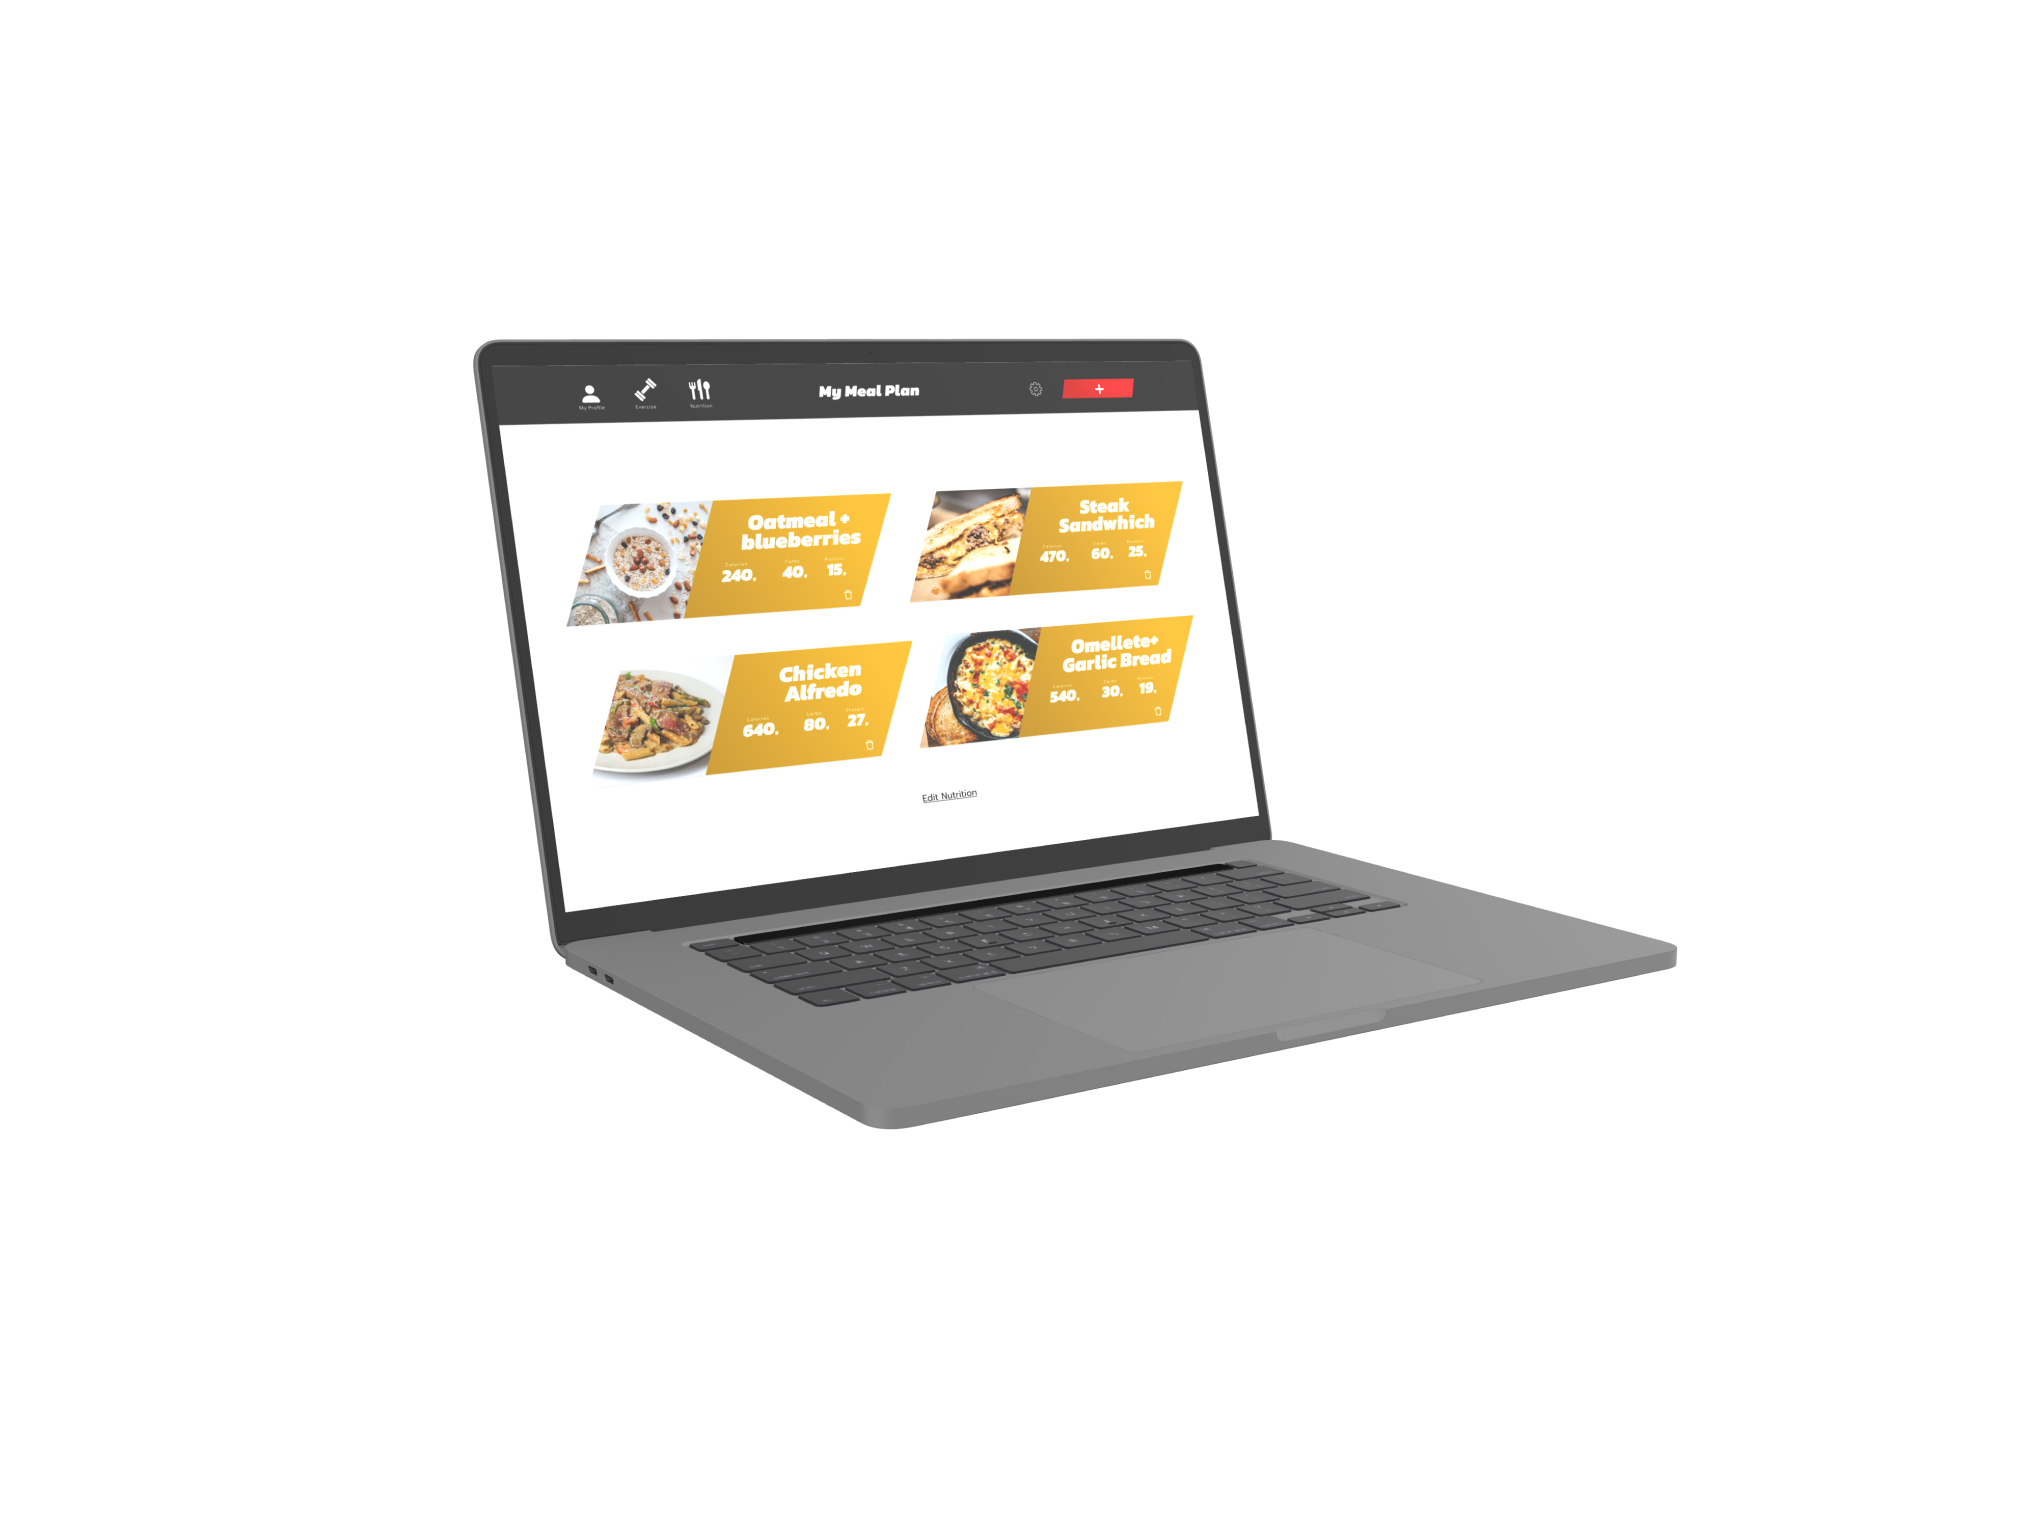 My Profile
Exercise
Nutrition
My Meal Plan
+
Oatmeal +
blueberries
Calories Carbs Protein
240. 40. 15.
Steak
Sandwhich
Calories Carbs Protein
470. 60. 25.
Chicken
Alfredo
Calories Carbs Protein
640. 80. 27.
Omellete+
Garlic Bread
Calories Carbs Protein
540. 30. 19.
Edit Nutrition